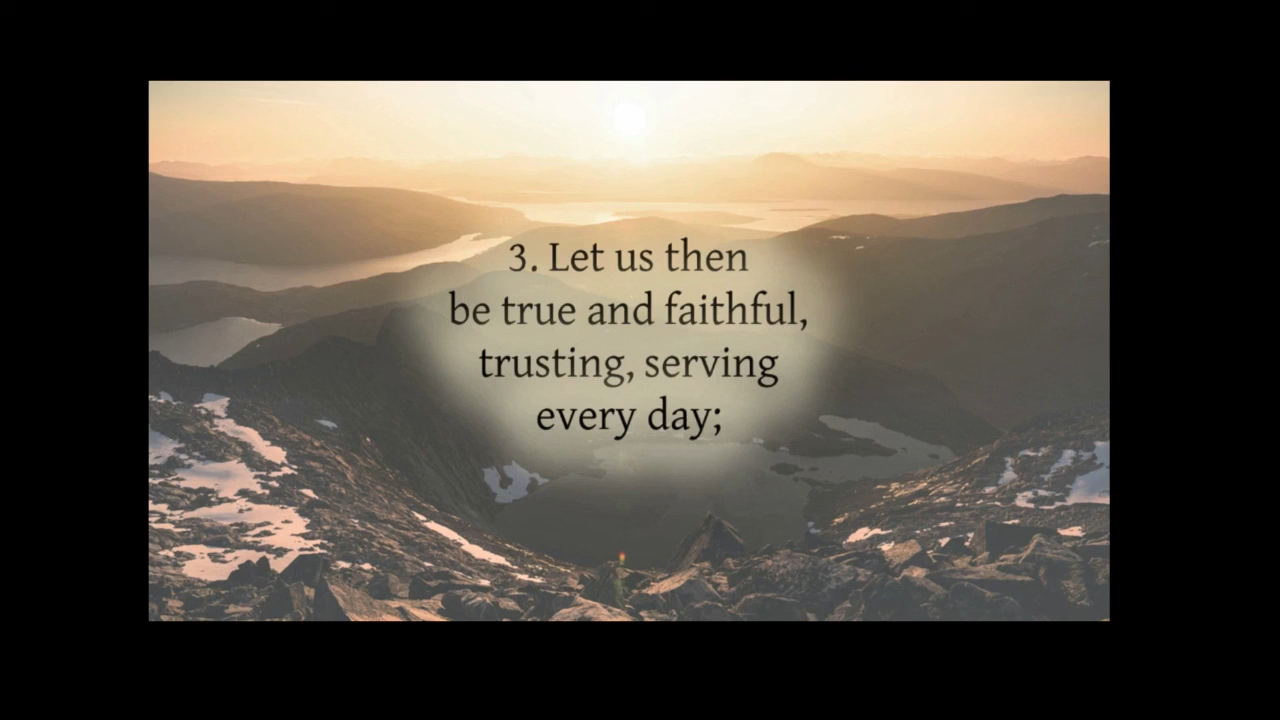 3. Let us then
be true and faithful,
trusting, serving
every day;